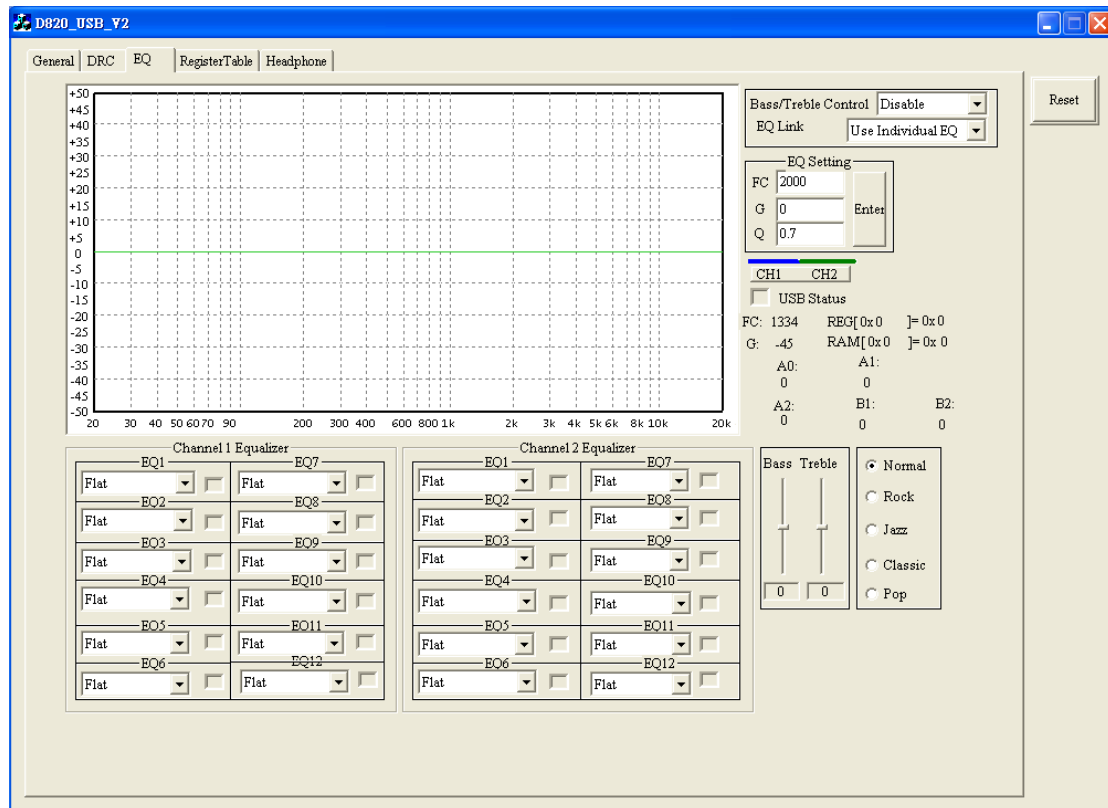 D820_USB_V2
General DRC EQ RegisterTable Headphone
Reset
+50
+45
+40
+35
+30
+25
+20
+15
+10
+5
0
-5
-10
-15
-20
-25
-30
-35
-40
-45
-50
20 30 40 50 60 70 90 200 300 400 600 800 1k 2k 3k 4k 5k 6k 8k 10k 20k
Bass/Treble Control Disable
EQ Link Use Individual EQ
EQ Setting
FC 2000
G 0
Q 0.7
Enter
CH1 CH2
USB Status
FC: 1334 REG[ 0x 0 ]= 0x 0
G: -45 RAM[ 0x 0 ]= 0x 0
A0: A1:
0 0
A2: B1: B2:
0 0 0
Channel 1 Equalizer
EQ1 EQ7
Flat Flat
EQ2 EQ8
Flat Flat
EQ3 EQ9
Flat Flat
EQ4 EQ10
Flat Flat
EQ5 EQ11
Flat Flat
EQ6 EQ12
Flat Flat
Channel 2 Equalizer
EQ1 EQ7
Flat Flat
EQ2 EQ8
Flat Flat
EQ3 EQ9
Flat Flat
EQ4 EQ10
Flat Flat
EQ5 EQ11
Flat Flat
EQ6 EQ12
Flat Flat
Bass Treble
0 0
Normal
Rock
Jazz
Classic
Pop